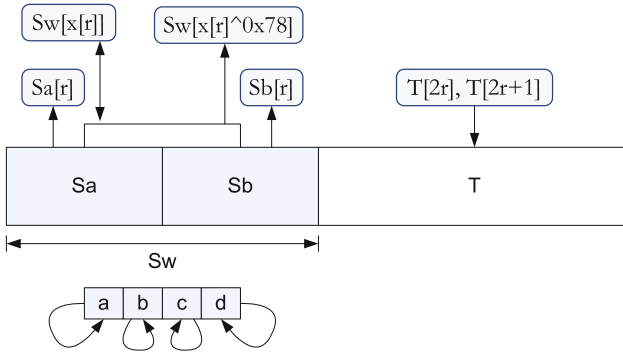 Sw[x[r]]
Sw[x[r]^0x78]
Sa[r]
Sb[r]
T[2r], T[2r+1]
Sa
Sb
T
Sw
a b c d